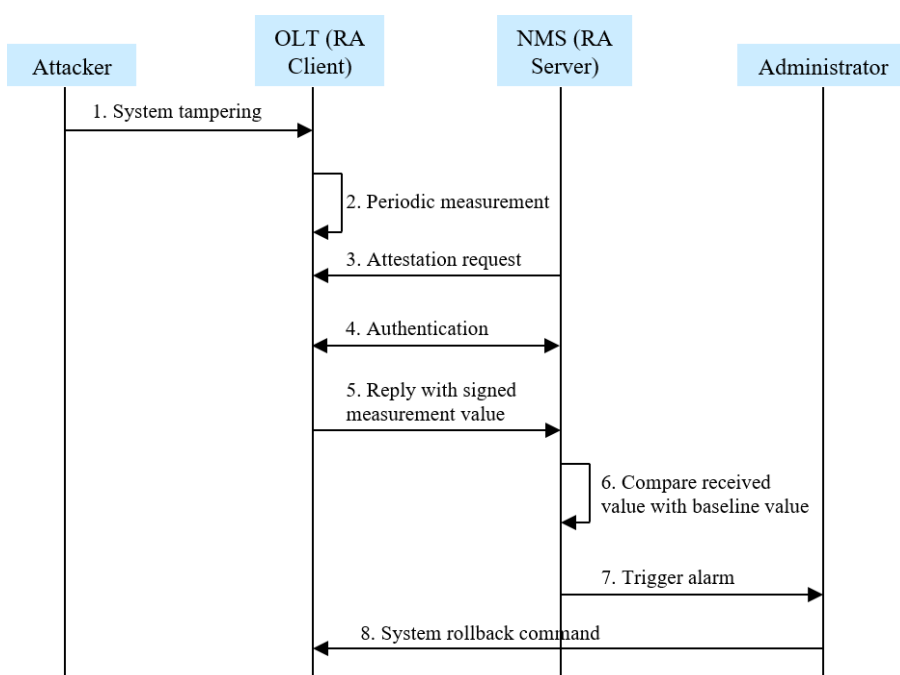 Attacker
OLT (RA
Client)
NMS (RA
Server)
Administrator
1. System tampering
2. Periodic measurement
3. Attestation request
4. Authentication
5. Reply with signed
measurement value
6. Compare received
value with baseline value
7. Trigger alarm
8. System rollback command